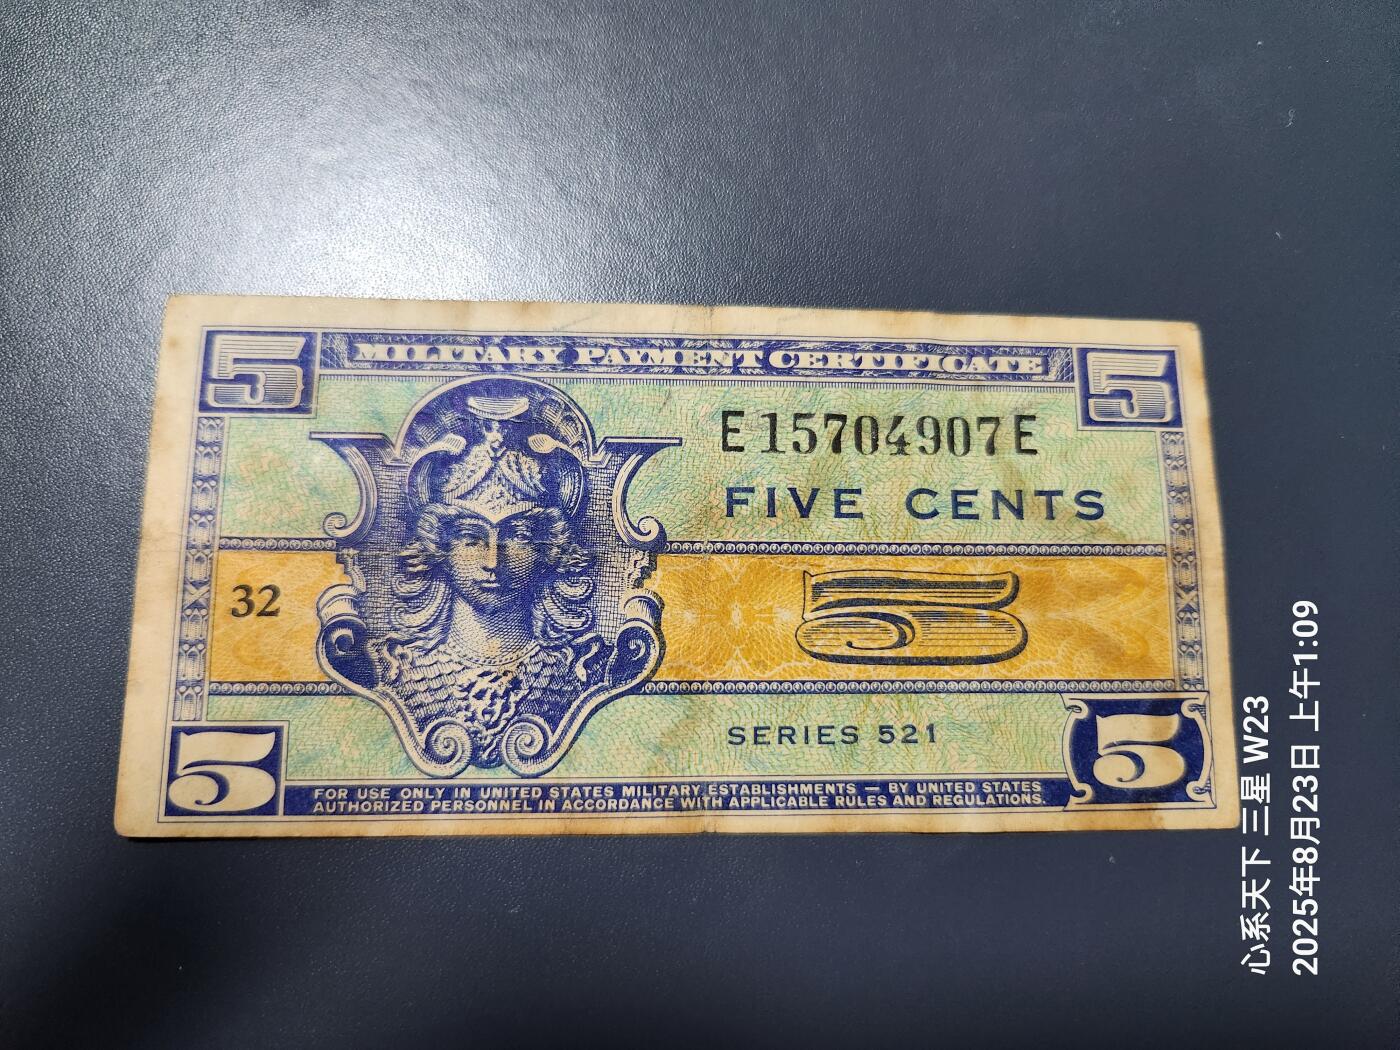 5 MILITARY PAYMENT CERTIFICATE 5
E15704907E
FIVE CENTS
32
5
SERIES 521
5 5
FOR USE ONLY IN UNITED STATES MILITARY ESTABLISHMENTS — BY UNITED STATES
AUTHORIZED PERSONNEL IN ACCORDANCE WITH APPLICABLE RULES AND REGULATIONS.
心系天下 三星 W23
2025年8月23日 上午1:09